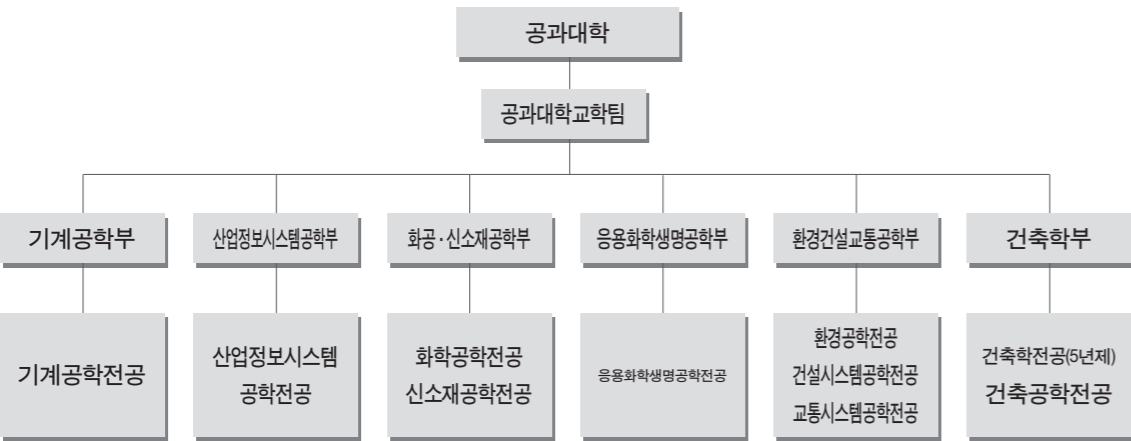 공과대학
공과대학교학팀
기계공학부
산업정보시스템공학부
화공·신소재공학부
응용화학생명공학부
환경건설교통공학부
건축학부
기계공학전공
산업정보시스템
공학전공
화학공학전공
신소재공학전공
응용화학생명공학전공
환경공학전공
건설시스템공학전공
교통시스템공학전공
건축학전공(5년제)
건축공학전공